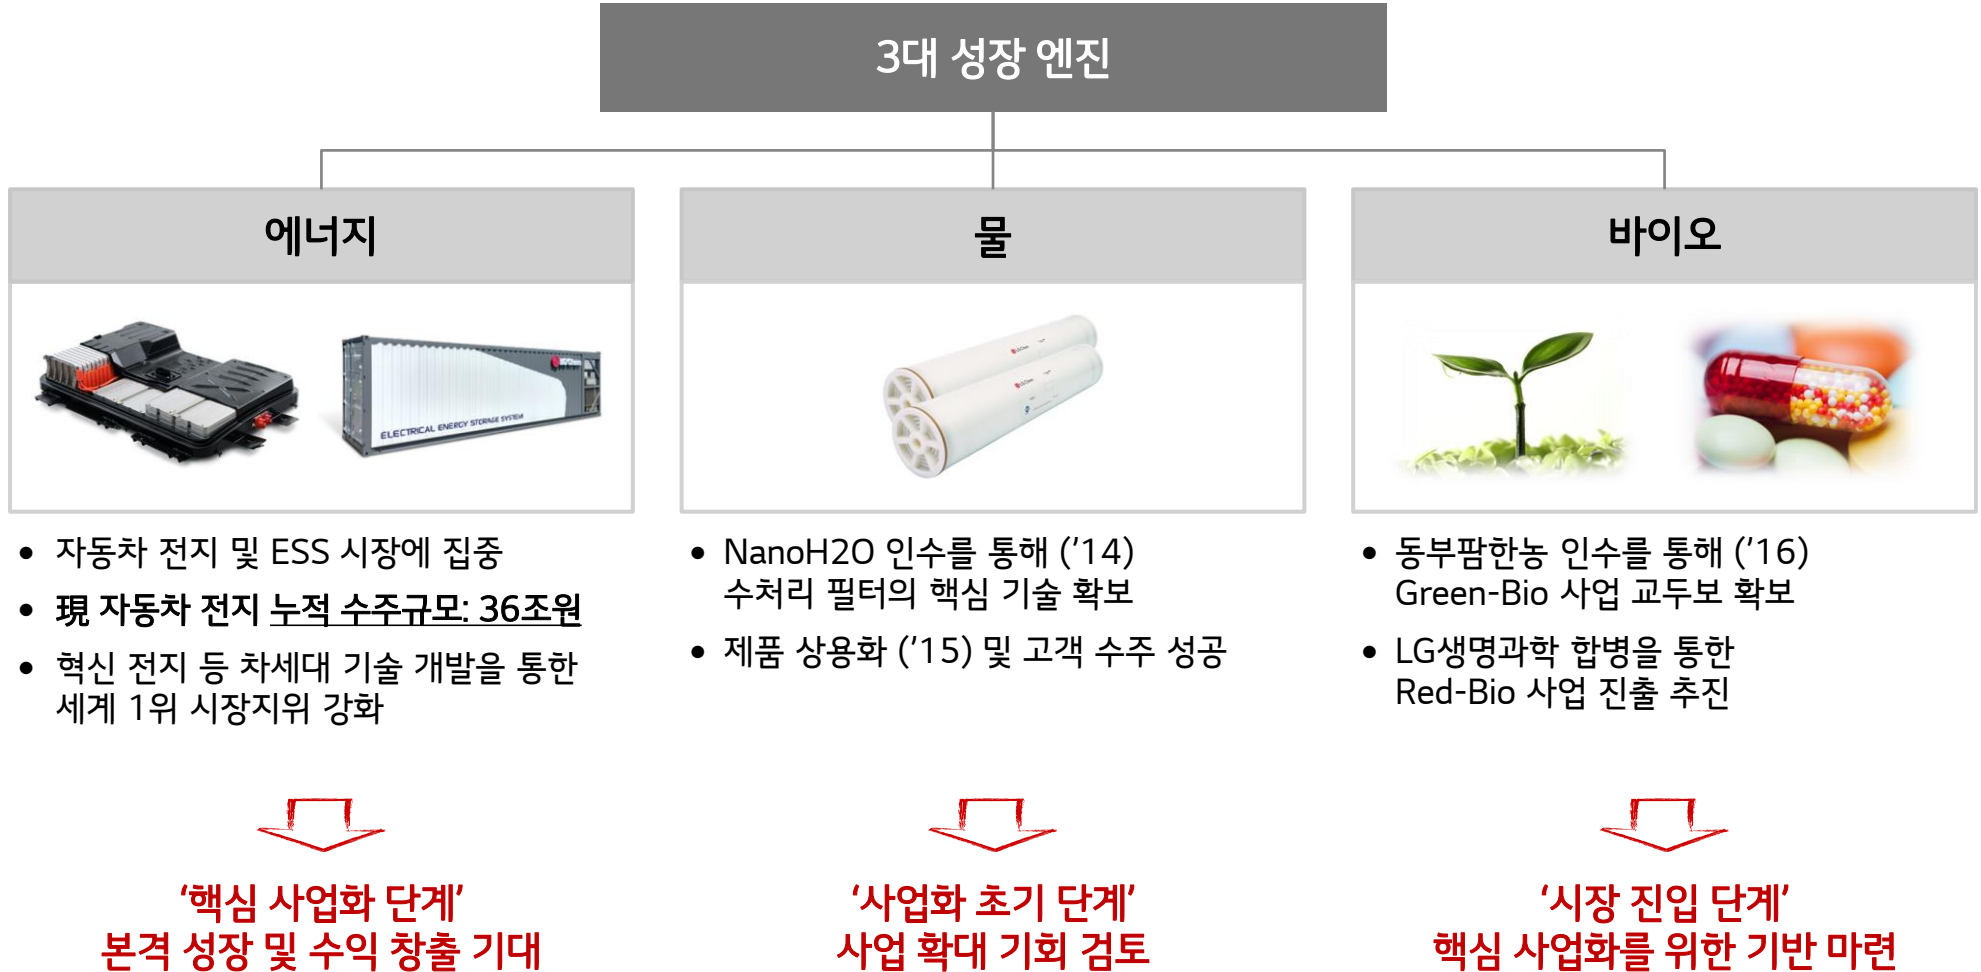 3대 성장 엔진
에너지
ELECTRICAL ENERGY STORAGE SYSTEM
• 자동차 전지 및 ESS 시장에 집중
• 現 자동차 전지 누적 수주규모: 36조원
• 혁신 전지 등 차세대 기술 개발을 통한
세계 1위 시장지위 강화
‘핵심 사업화 단계’
본격 성장 및 수익 창출 기대
물
LG Chem
LG Chem
• NanoH2O 인수를 통해 (’14)
수처리 필터의 핵심 기술 확보
• 제품 상용화 (’15) 및 고객 수주 성공
‘사업화 초기 단계’
사업 확대 기회 검토
바이오
• 동부팜한농 인수를 통해 (’16)
Green-Bio 사업 교두보 확보
• LG생명과학 합병을 통한
Red-Bio 사업 진출 추진
‘시장 진입 단계’
핵심 사업화를 위한 기반 마련